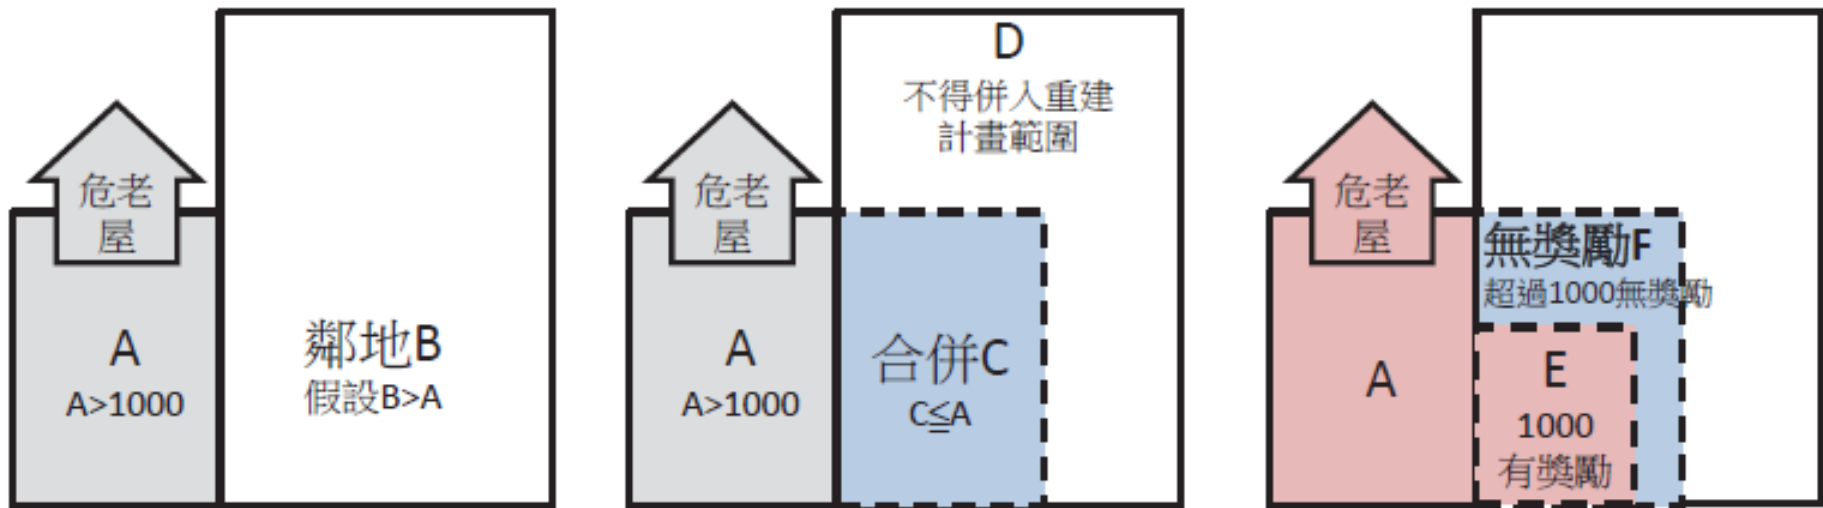 危老
屋
A
A>1000
鄰地B
假設B>A
危老
屋
A
A>1000
D
不得併入重建
計畫範圍
合併C
C≦A
危老
屋
A
無獎勵F
超過1000無獎勵
E
1000
有獎勵